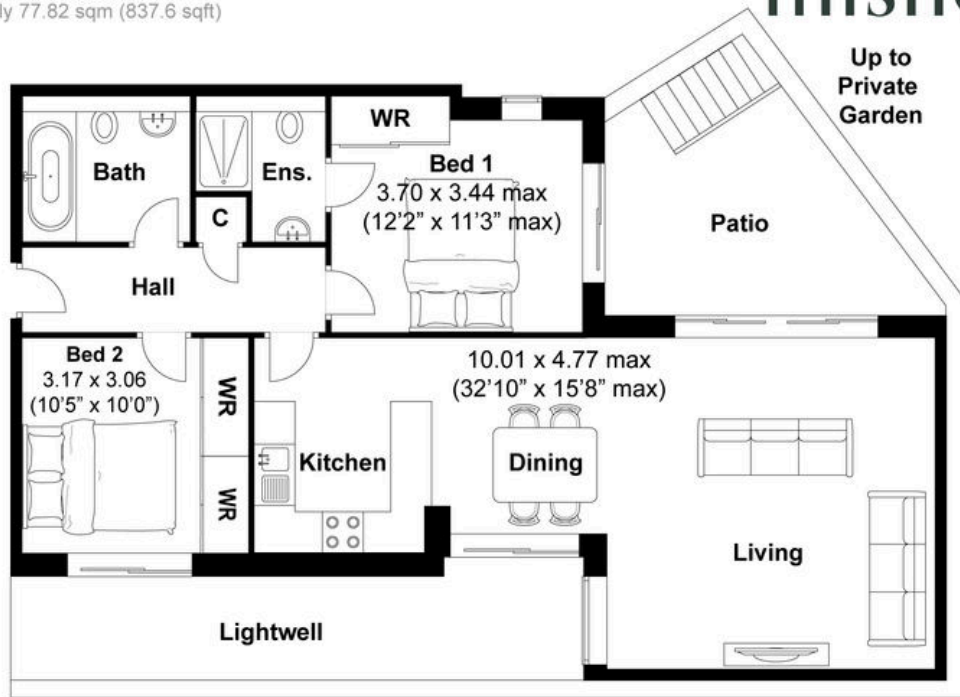 77.82 sqm (837.6 sqft)
Up to
Private
Garden
WR
Bath
Ens.
Bed 1
3.70 x 3.44 max
(12'2” x 11'3” max)
C
Patio
Hall
Bed 2
3.17 x 3.06
(10'5” x 10'0”)
WR
WR
10.01 x 4.77 max
(32'10” x 15'8” max)
Kitchen
Dining
Living
Lightwell